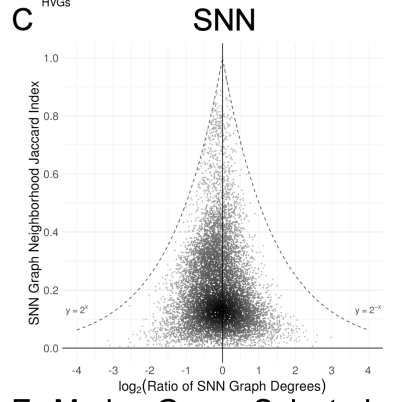 HVGs
C SNN
SNN Graph Neighborhood Jaccard Index
1.0
0.8
0.6
0.4
0.2
0.0
y = 2^x
y = 2^-x
-4 -3 -2 -1 0 1 2 3 4
log₂(Ratio of SNN Graph Degrees)